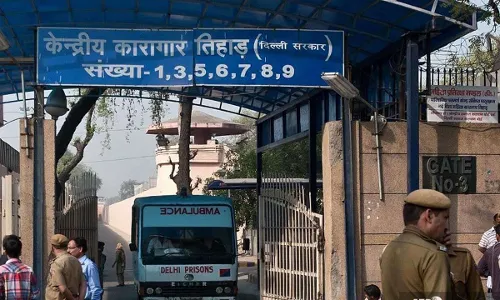 केन्द्रीय कारागार तिहाड़ (दिल्ली सरकार)
संख्या-1,3,5,6,7,8,9
AMBULANCE
DELHI PRISONS
GATE
No-3